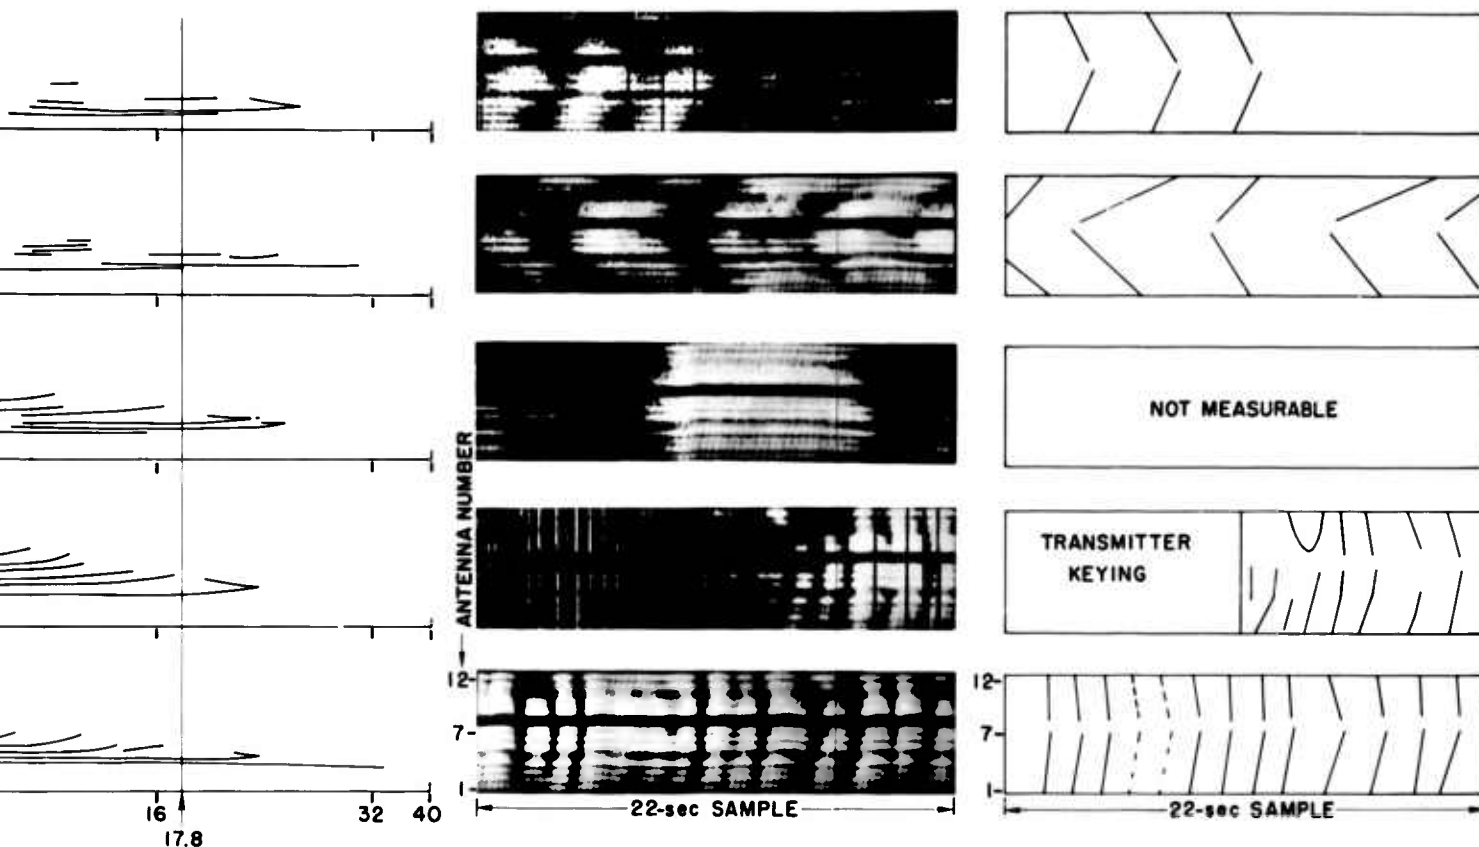 NOT MEASURABLE
ANTENNA NUMBER
TRANSMITTER
KEYING
12
7
1
12
7
1
16
32
40
17.8
22-sec SAMPLE
22-sec SAMPLE